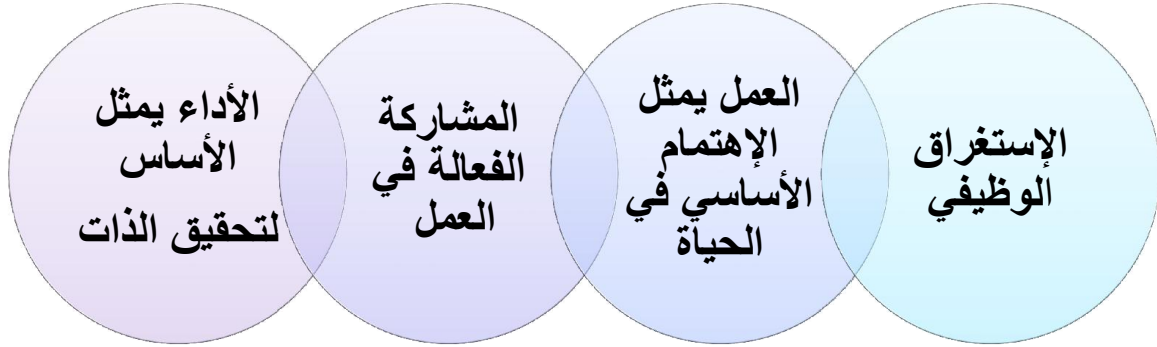 الإستغراق
الوظيفي
العمل يمثل
الإهتمام
الأساسي في
الحياة
المشاركة
الفعالة في
العمل
الأداء يمثل
الأساس
لتحقيق الذات